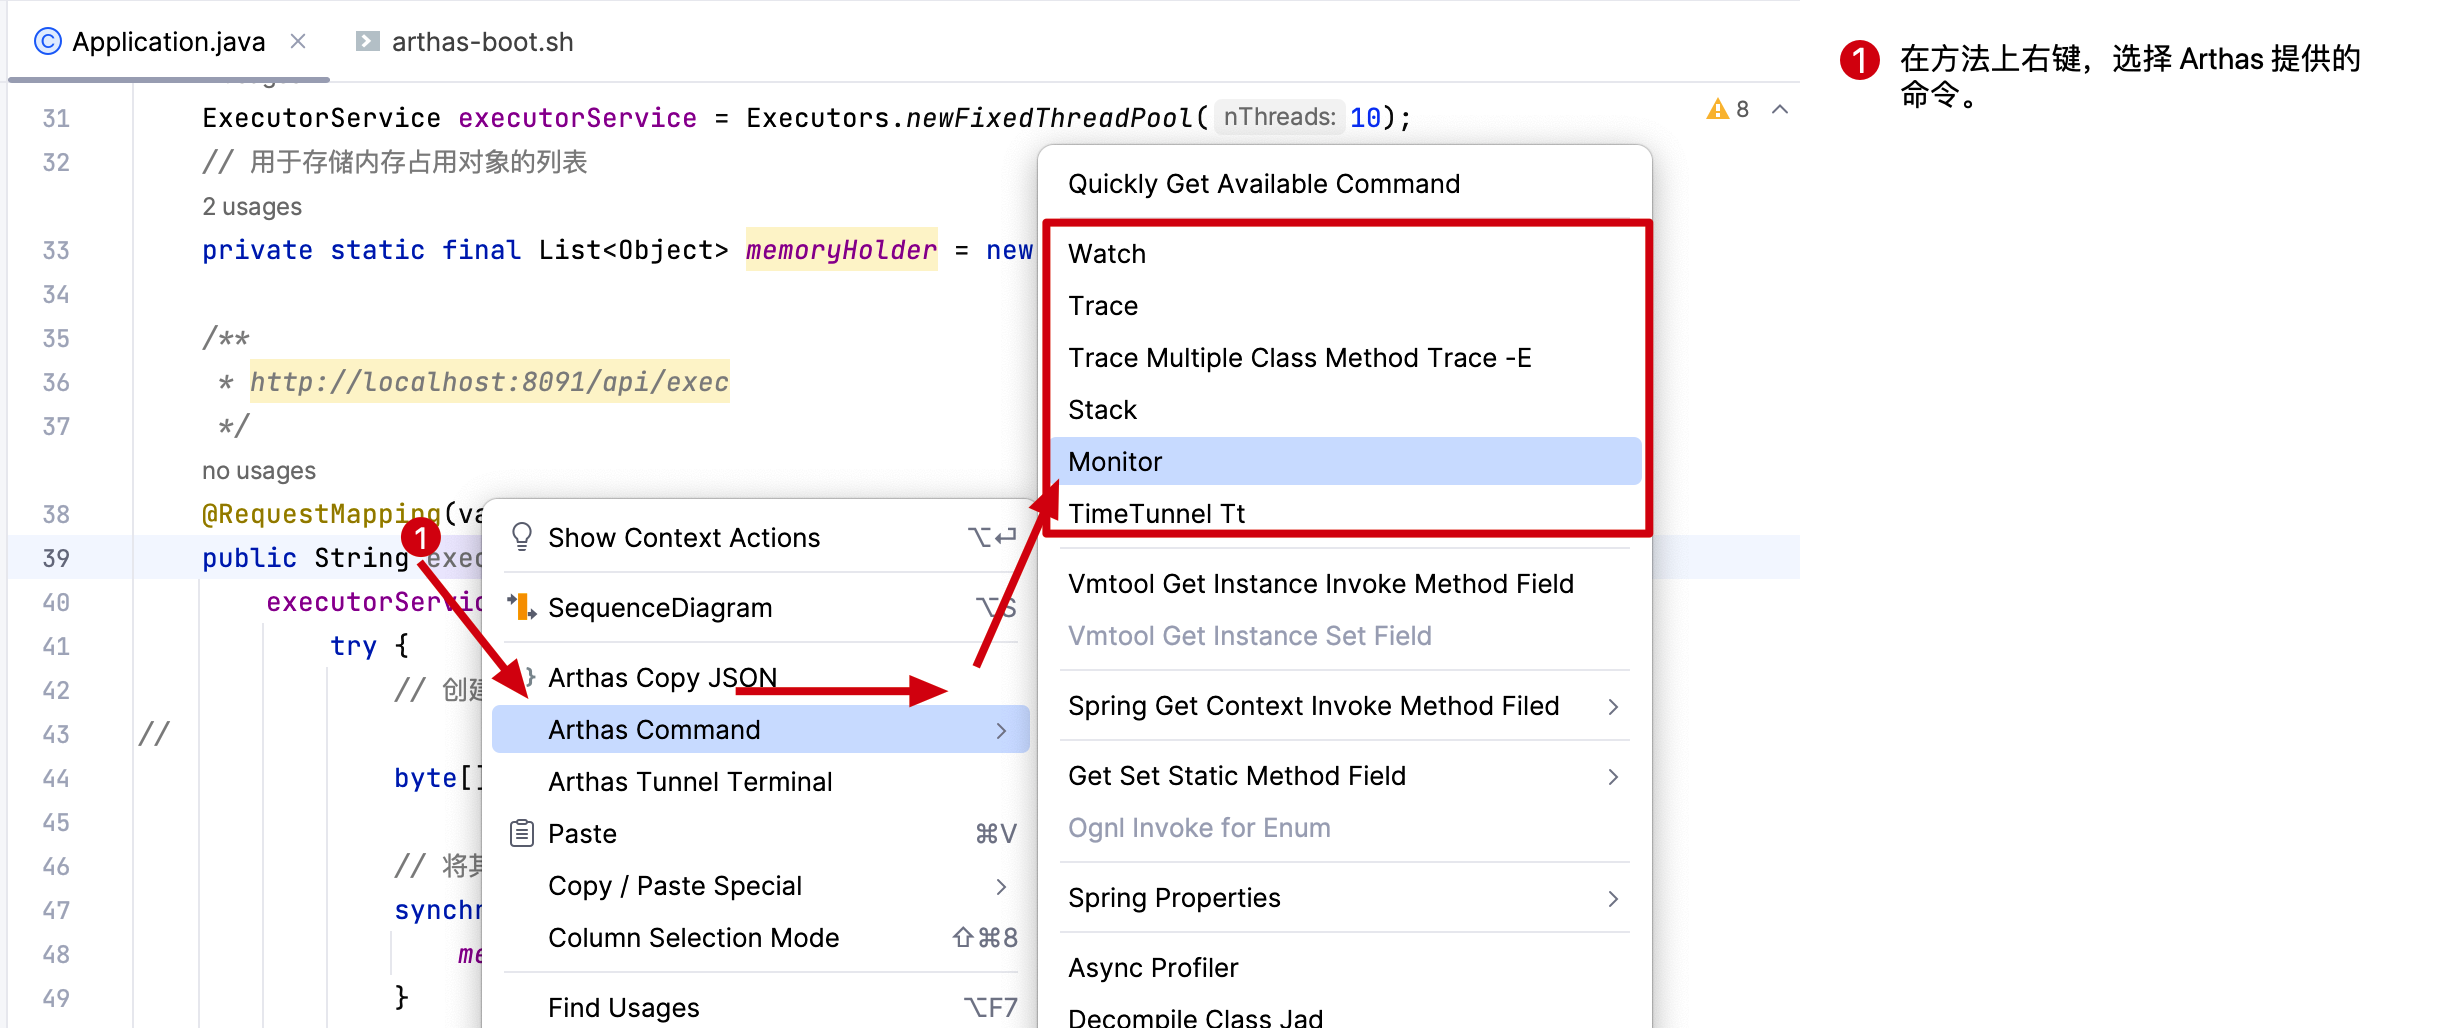 Application.java
arthas-boot.sh
31 ExecutorService executorService = Executors.newFixedThreadPool( nThreads: 10);
8
32 // 用于存储内存占用对象的列表
2 usages
33 private static final List<Object> memoryHolder = new
34
35 /**
36 * http://localhost:8091/api/exec
37 */
no usages
38 @RequestMapping(va
39 public String exec
40 executorServic
41 try {
42 // 创建
43 //
44 byte[]
45
46 // 将其
47 synchr
48 me
49 }
1
Show Context Actions ⌥↩
SequenceDiagram ⌥S
Arthas Copy JSON
Arthas Command
Arthas Tunnel Terminal
Paste ⌘V
Copy / Paste Special
Column Selection Mode ⇧⌘8
Find Usages ⌥F7
Quickly Get Available Command
Watch
Trace
Trace Multiple Class Method Trace -E
Stack
Monitor
TimeTunnel Tt
Vmtool Get Instance Invoke Method Field
Vmtool Get Instance Set Field
Spring Get Context Invoke Method Filed
Get Set Static Method Field
Ognl Invoke for Enum
Spring Properties
Async Profiler
Decompile Class Jad
1 在方法上右键，选择 Arthas 提供的
命令。